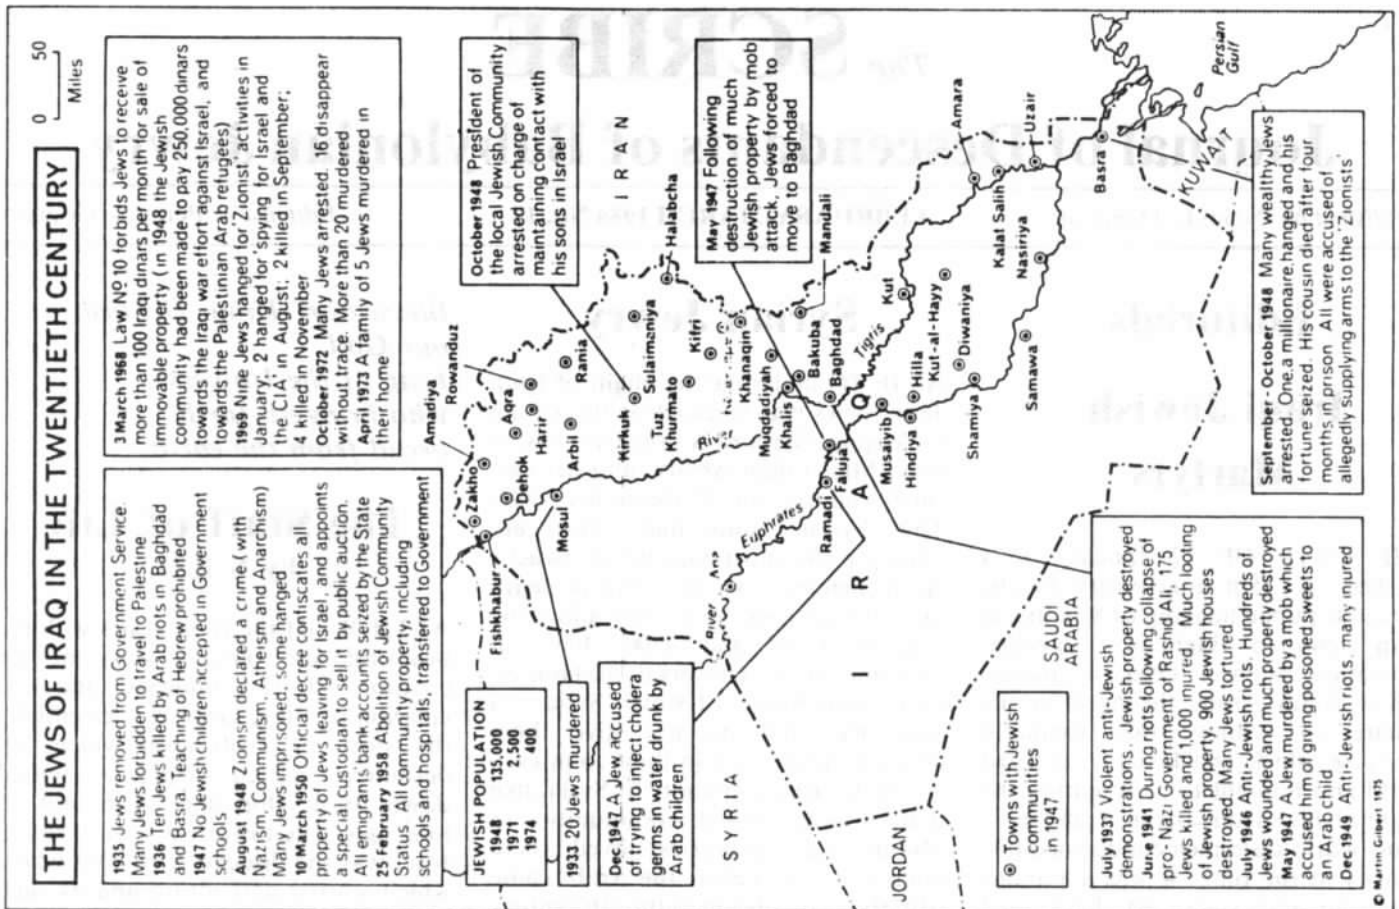 THE JEWS OF IRAQ IN THE TWENTIETH CENTURY
0 50
Miles
1935 Jews removed from Government Service.
Many Jews forbidden to travel to Palestine
1936 Ten Jews killed by Arab riots in Baghdad
and Basra. Teaching of Hebrew prohibited
1947 No Jewish children accepted in Government
schools
August 1948 Zionism declared a crime (with
Nazism, Communism, Atheism and Anarchism)
Many Jews imprisoned, some hanged
10 March 1950 Official decree confiscates all
property of Jews leaving for Israel, and appoints
a special custodian to sell it by public auction.
All emigrants bank accounts seized by the State
25 February 1958 Abolition of Jewish Community
Status. All community property, including
schools and hospitals, transferred to Government
3 March 1968 Law Nº 10 forbids Jews to receive
more than 100 Iraqi dinars per month for sale of
immovable property (in 1948 the Jewish
community had been made to pay 250,000 dinars
towards the Iraqi war effort against Israel, and
towards the Palestinian Arab refugees)
1969 Nine Jews hanged for 'Zionist' activities in
January; 2 hanged for 'spying for Israel and
the C.I.A.' in August; 2 killed in September;
4 killed in November
October 1972 Many Jews arrested. 'disappear'
without trace. More than 20 murdered
April 1973 A family of 5 Jews murdered in
their home
JEWISH POPULATION
1948 135,000
1971 2,500
1974 400
1933 20 Jews murdered
Dec 1947 A Jew accused
of trying to inject cholera
germs in water drunk by
Arab children
October 1948 President of
the local Jewish Community
arrested on charge of
maintaining contact with
his sons in Israel
May 1947 Following
destruction of much
Jewish property by mob
attack, Jews forced to
move to Baghdad
Amadiya
Rowanduz
Zakho
Dehok
Aqra
Harir
Arbil
Rania
Fishkhabur
Mosul
Kirkuk
Sulaimaniya
Halabcha
Tuz
Khurmatli
Kifri
Khanaqin
Muqdadiyah
Khalis
Bakuba
Mandali
Baghdad
Ramadi
Faluja
Musaiyib
Hindiya
Hilla
Kut
Kut-al-Hayy
Diwaniya
Shamiya
Samawa
Nasiriya
Kalat Salih
Amara
Uzair
Basra
River
Tigris
River
Euphrates
IRAN
IRAQ
SYRIA
JORDAN
SAUDI
ARABIA
KUWAIT
Persian
Gulf
Towns with Jewish
communities
in 1947
July 1937 Violent anti-Jewish
demonstrations. Jewish property destroyed
June 1941 During riots following collapse of
pro-Nazi Government of Rashid Ali, 175
Jews killed and 1,000 injured. Much looting
of Jewish property, 900 Jewish houses
destroyed. Many Jews tortured
July 1946 Anti-Jewish riots. Hundreds of
Jews wounded and much property destroyed
May 1947 A Jew murdered by a mob which
accused him of giving poisoned sweets to
an Arab child
Dec 1949 Anti-Jewish riots, many injured
September - October 1948 Many wealthy Jews
arrested. One, a millionaire, hanged and his
fortune seized. His cousin died after four
months in prison. All were accused of
allegedly supplying arms to the 'Zionists'
© Martin Gilbert 1975